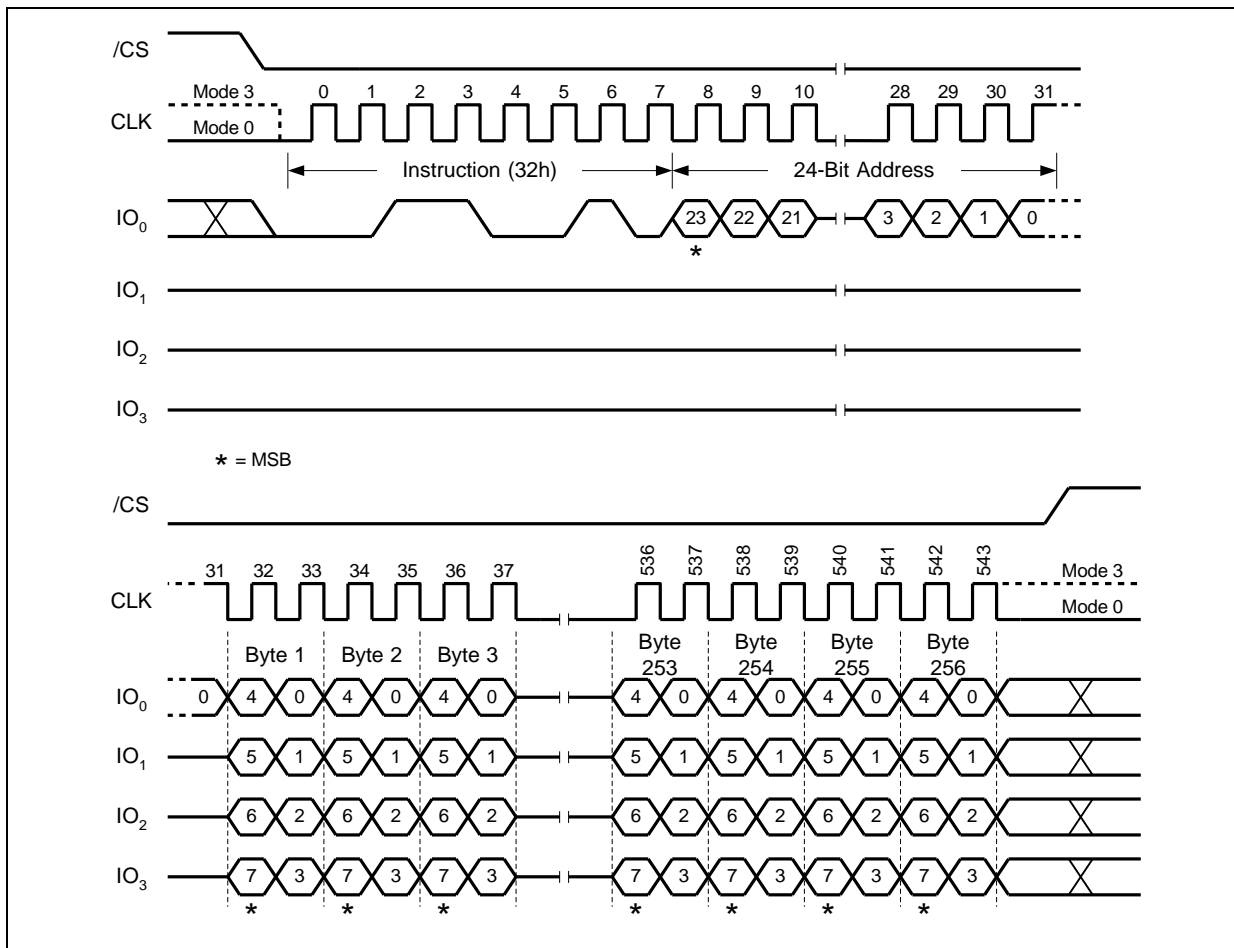 /CS
Mode 3
0 1 2 3 4 5 6 7 8 9 10 28 29 30 31
CLK
Mode 0
Instruction (32h) 24-Bit Address
IO0 23 22 21 3 2 1 0
*
IO1
IO2
IO3
* = MSB
/CS
31 32 33 34 35 36 37 536 537 538 539 540 541 542 543
Mode 3
CLK
Mode 0
Byte 1 Byte 2 Byte 3 Byte 253 Byte 254 Byte 255 Byte 256
IO0 0 4 0 4 0 4 0 4 0 4 0 4 0 4 0
IO1 5 1 5 1 5 1 5 1 5 1 5 1 5 1
IO2 6 2 6 2 6 2 6 2 6 2 6 2 6 2
IO3 7 3 7 3 7 3 7 3 7 3 7 3 7 3
* * * * * * *